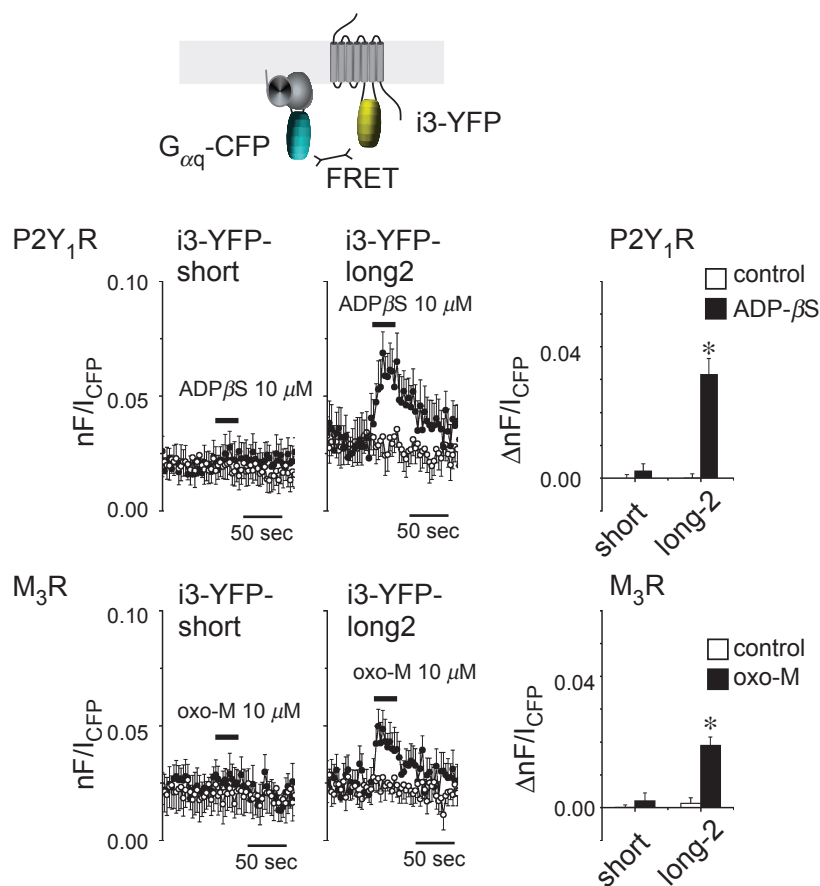 Gαq-CFP
i3-YFP
FRET
P2Y1R
i3-YFP-
short
i3-YFP-
long2
P2Y1R
0.10
0.05
0.00
nF/ICFP
ADPβS 10 μM
ADPβS 10 μM
50 sec
50 sec
control
ADP-βS
0.04
0.00
ΔnF/ICFP
*
short
long-2
M3R
i3-YFP-
short
i3-YFP-
long2
M3R
0.10
0.05
0.00
nF/ICFP
oxo-M 10 μM
oxo-M 10 μM
50 sec
50 sec
control
oxo-M
0.04
0.00
ΔnF/ICFP
*
short
long-2